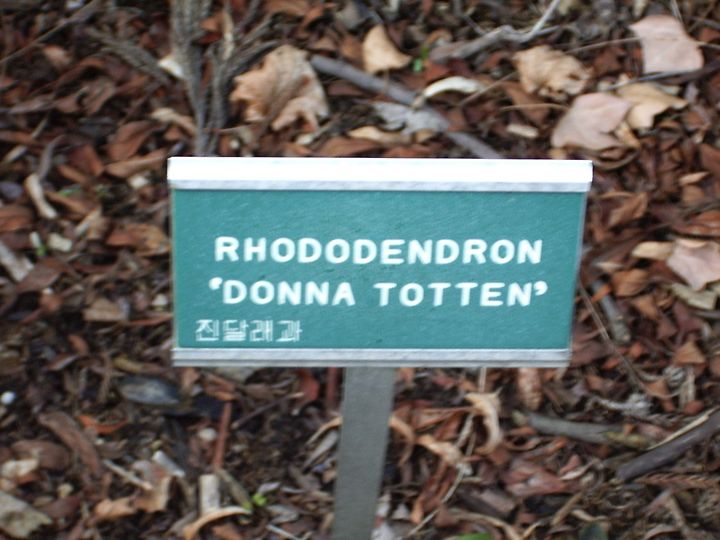 RHODODENDRON
‘DONNA TOTTEN’
진달래과